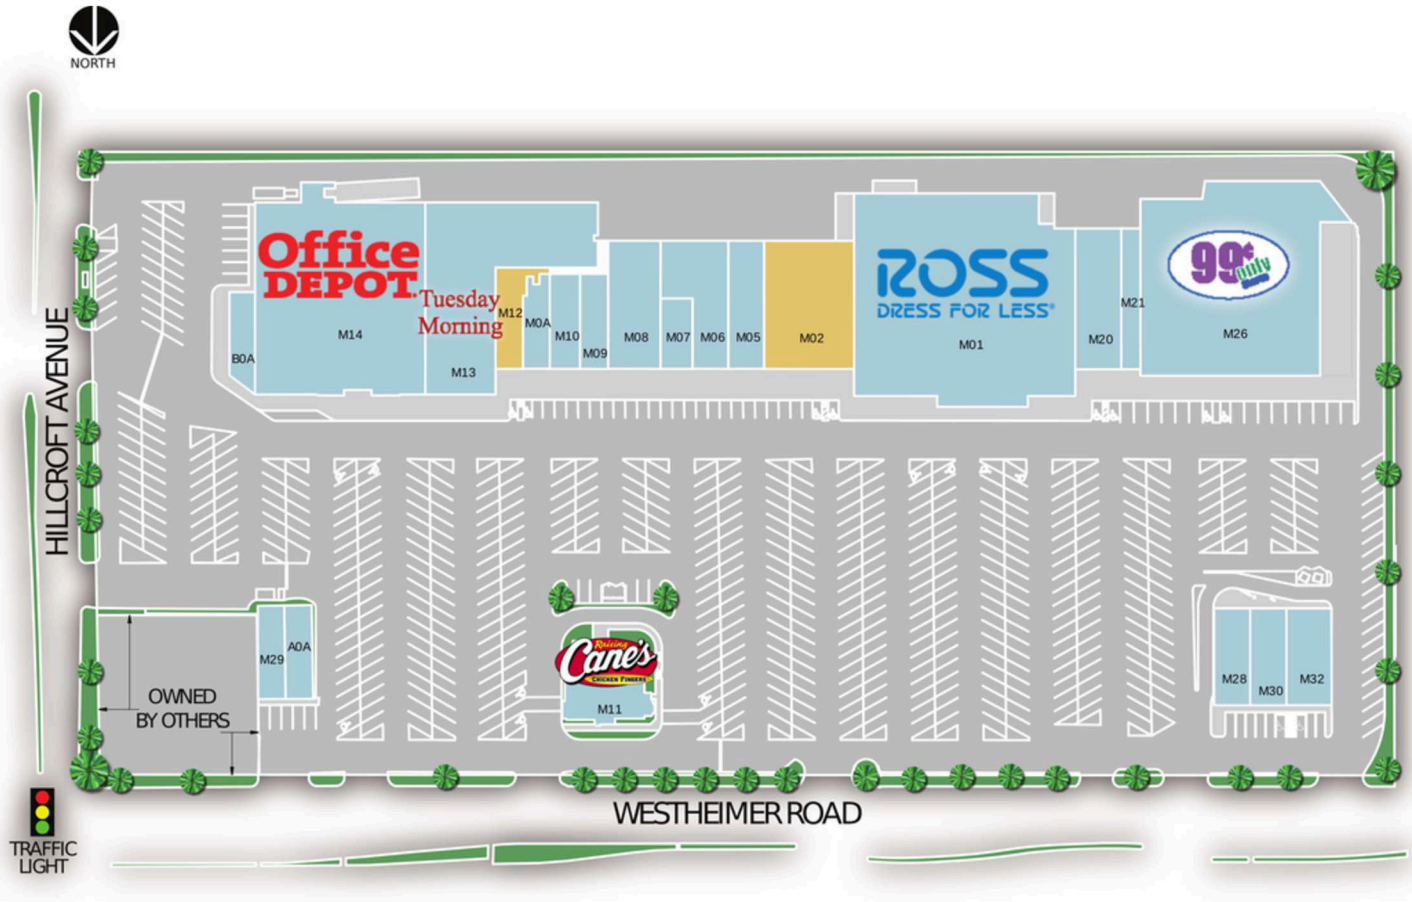 NORTH
Office
DEPOT.
M14
B0A
Tuesday
Morning
M13
M12
M0A
M10
M09
M08
M07
M06
M05
M02
ROSS
DRESS FOR LESS®
M01
M20
M21
99¢
only
M26
HILLCROFT AVENUE
M29
A0A
OWNED
BY OTHERS
Raising
Cane's
CHICKEN FINGERS
M11
M28
M30
M32
WESTHEIMER ROAD
TRAFFIC
LIGHT